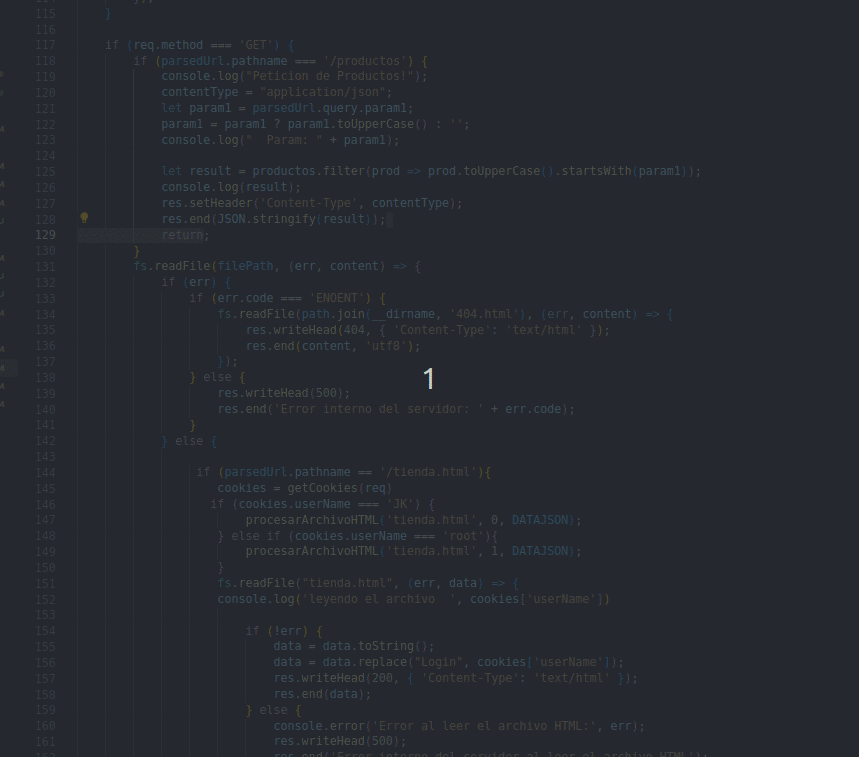 115 }
116
117 if (req.method === 'GET') {
118 if (parsedUrl.pathname === '/productos') {
119 console.log("Peticion de Productos!");
120 contentType = "application/json";
121 let param1 = parsedUrl.query.param1;
122 param1 = param1 ? param1.toUpperCase() : '';
123 console.log("  Param: " + param1);
124
125 let result = productos.filter(prod => prod.toUpperCase().startsWith(param1));
126 console.log(result);
127 res.setHeader('Content-Type', contentType);
128 res.end(JSON.stringify(result));
129 return;
130 }
131 fs.readFile(filePath, (err, content) => {
132 if (err) {
133 if (err.code === 'ENOENT') {
134 fs.readFile(path.join(__dirname, '404.html'), (err, content) => {
135 res.writeHead(404, { 'Content-Type': 'text/html' });
136 res.end(content, 'utf8');
137 });
138 } else {
1
139 res.writeHead(500);
140 res.end('Error interno del servidor: ' + err.code);
141 }
142 } else {
143
144 if (parsedUrl.pathname == '/tienda.html'){
145 cookies = getCookies(req)
146 if (cookies.userName === 'JK') {
147 procesarArchivoHTML('tienda.html', 0, DATAJSON);
148 } else if (cookies.userName === 'root'){
149 procesarArchivoHTML('tienda.html', 1, DATAJSON);
150 }
151 fs.readFile("tienda.html", (err, data) => {
152 console.log('leyendo el archivo  ', cookies['userName'])
153
154 if (!err) {
155 data = data.toString();
156 data = data.replace("Login", cookies['userName']);
157 res.writeHead(200, { 'Content-Type': 'text/html' });
158 res.end(data);
159 } else {
160 console.error('Error al leer el archivo HTML:', err);
161 res.writeHead(500);